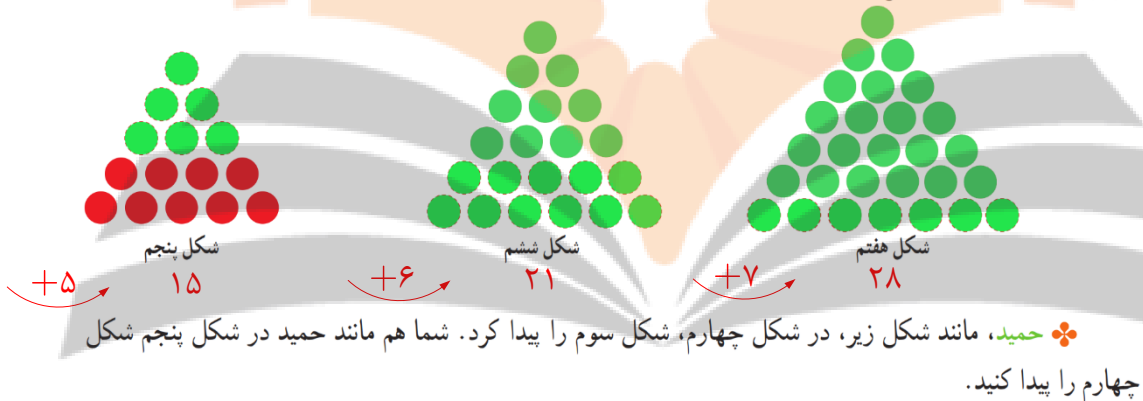 شکل پنجم
شکل ششم
شکل هفتم
+۵
۱۵
+۶
۲۱
+۷
۲۸
حمید، مانند شکل زیر، در شکل چهارم، شکل سوم را پیدا کرد. شما هم مانند حمید در شکل پنجم شکل
چهارم را پیدا کنید.